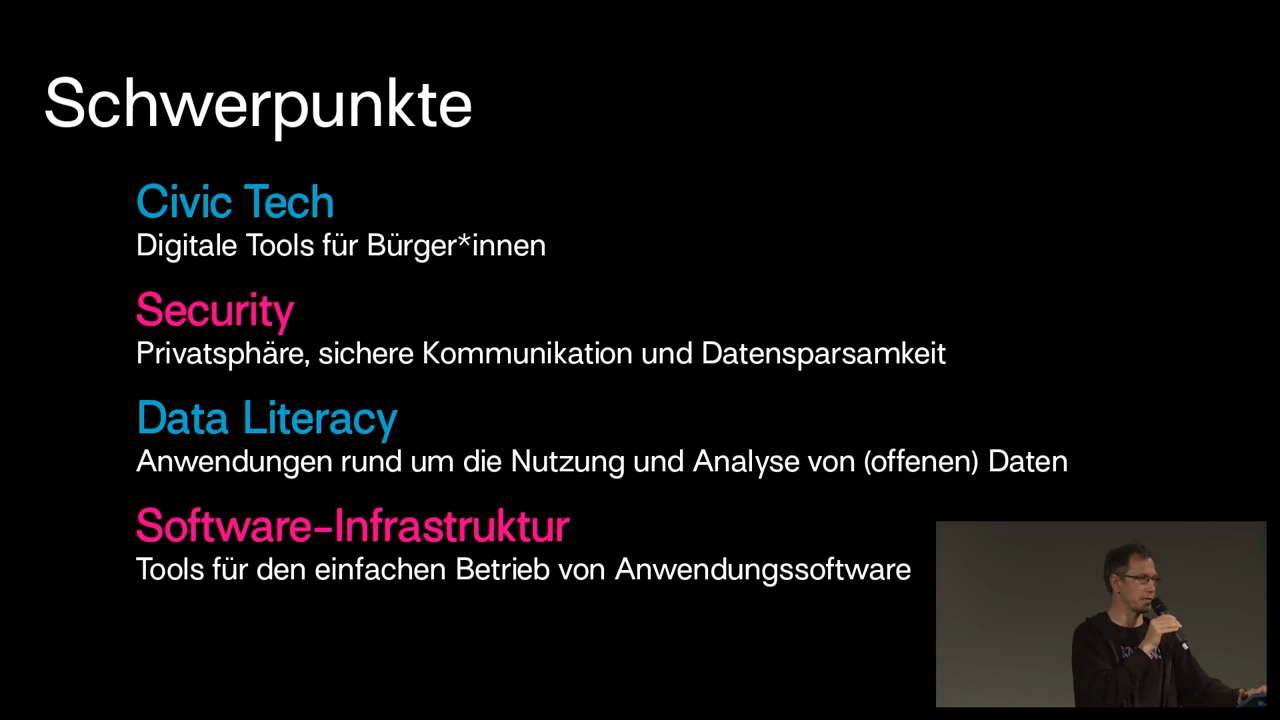 Schwerpunkte
Civic Tech
Digitale Tools für Bürger*innen
Security
Privatsphäre, sichere Kommunikation und Datensparsamkeit
Data Literacy
Anwendungen rund um die Nutzung und Analyse von (offenen) Daten
Software-Infrastruktur
Tools für den einfachen Betrieb von Anwendungssoftware